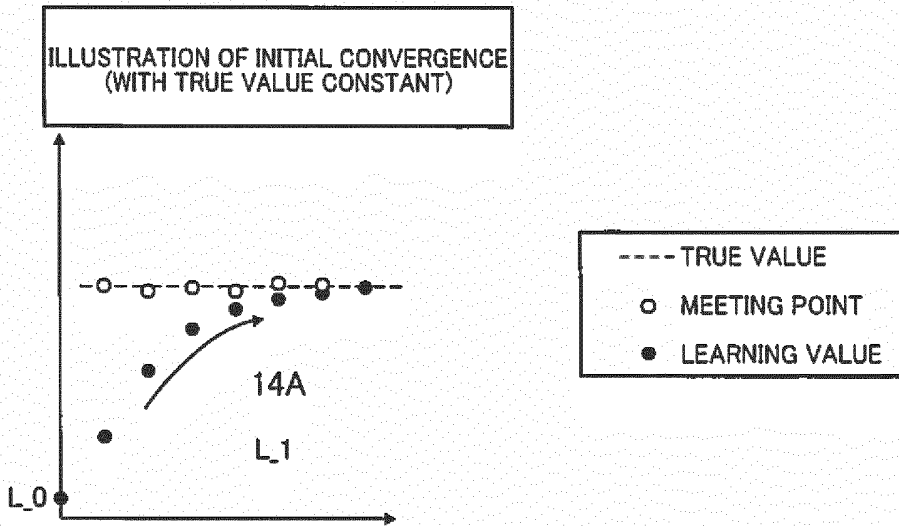 ILLUSTRATION OF INITIAL CONVERGENCE
(WITH TRUE VALUE CONSTANT)
TRUE VALUE
MEETING POINT
LEARNING VALUE
14A
L_1
L_0